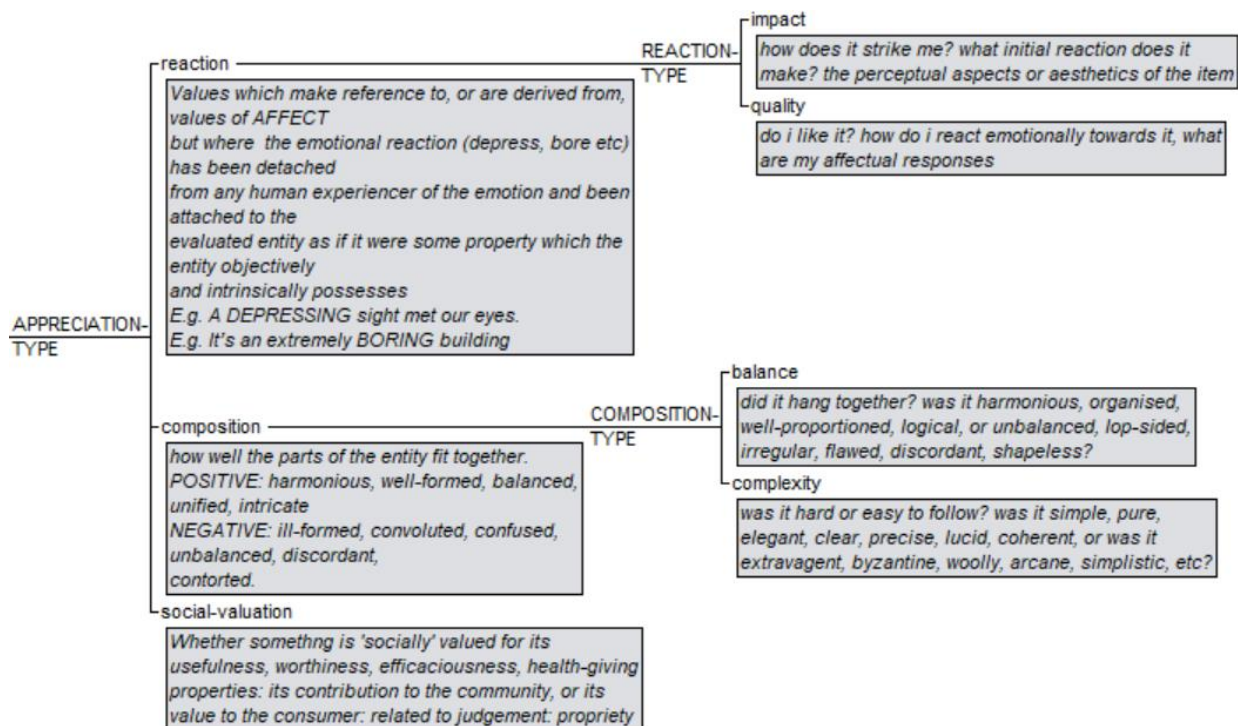 APPRECIATION-
TYPE
reaction
Values which make reference to, or are derived from,
values of AFFECT
but where the emotional reaction (depress, bore etc)
has been detached
from any human experiencer of the emotion and been
attached to the
evaluated entity as if it were some property which the
entity objectively
and intrinsically possesses
E.g. A DEPRESSING sight met our eyes.
E.g. It's an extremely BORING building
REACTION-
TYPE
impact
how does it strike me? what initial reaction does it
make? the perceptual aspects or aesthetics of the item
quality
do i like it? how do i react emotionally towards it, what
are my affectual responses
composition
how well the parts of the entity fit together.
POSITIVE: harmonious, well-formed, balanced,
unified, intricate
NEGATIVE: ill-formed, convoluted, confused,
unbalanced, discordant,
contorted.
COMPOSITION-
TYPE
balance
did it hang together? was it harmonious, organised,
well-proportioned, logical, or unbalanced, lop-sided,
irregular, flawed, discordant, shapeless?
complexity
was it hard or easy to follow? was it simple, pure,
elegant, clear, precise, lucid, coherent, or was it
extravagent, byzantine, woolly, arcane, simplistic, etc?
social-valuation
Whether somethng is 'socially' valued for its
usefulness, worthiness, efficaciousness, health-giving
properties: its contribution to the community, or its
value to the consumer: related to judgement: propriety